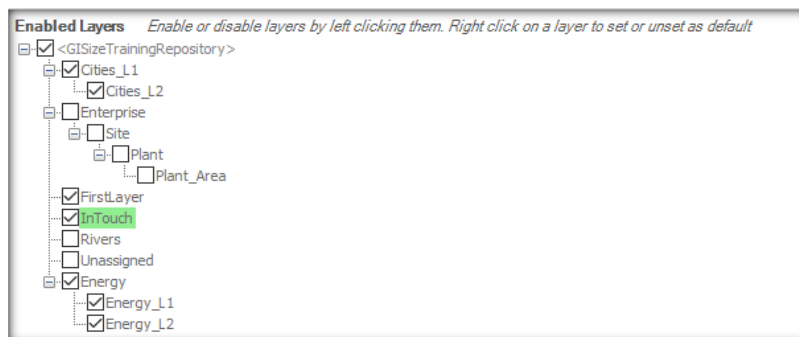 Enabled Layers Enable or disable layers by left clicking them. Right click on a layer to set or unset as default
<GISizeTrainingRepository>
Cities_L1
Cities_L2
Enterprise
Site
Plant
Plant_Area
FirstLayer
InTouch
Rivers
Unassigned
Energy
Energy_L1
Energy_L2